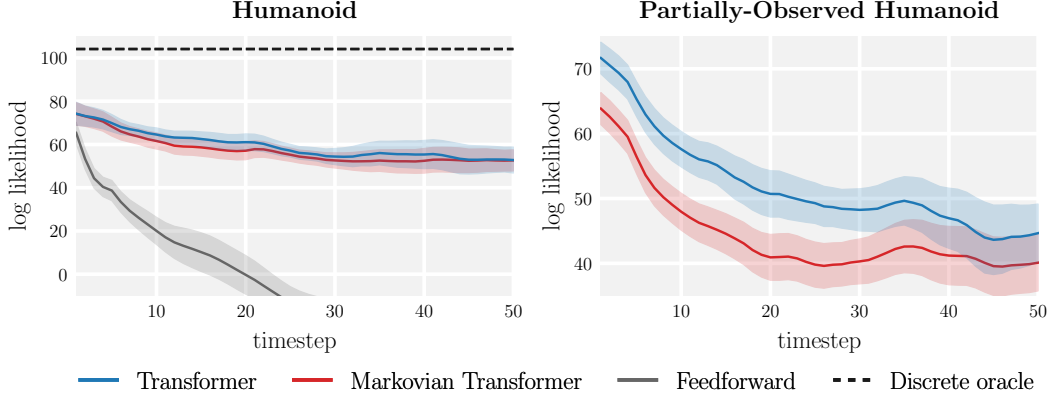 Humanoid
Partially-Observed Humanoid
log likelihood
100
80
60
40
20
0
10
20
30
40
50
timestep
log likelihood
70
60
50
40
10
20
30
40
50
timestep
Transformer
Markovian Transformer
Feedforward
Discrete oracle